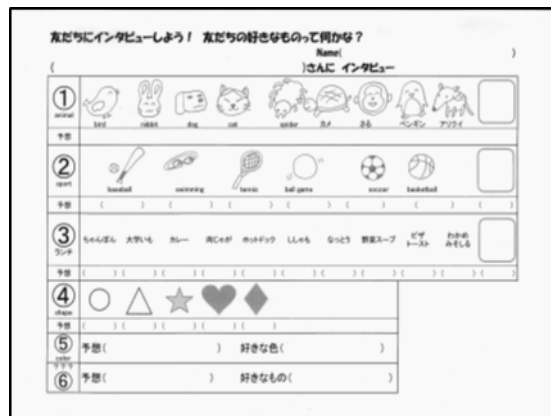 友だちにインタビューしよう! 友だちの好きなものって何かな?
Name( )
( )さんに インタビュー
① animal
bird rabbit dog cat spider カメ さる ペンギン アリクイ
予想
② sport
baseball swimming tennis ball game soccer basketball
予想 ( ) ( ) ( ) ( ) ( ) ( )
③ ランチ
ちゃんぽん 大学いも カレー 肉じゃが ホットドック ししゃも なっとう 野菜スープ ピザトースト わかめみそしる
予想 ( ) ( ) ( ) ( ) ( ) ( ) ( ) ( ) ( ) ( )
④ shape
予想 ( ) ( ) ( ) ( ) ( )
⑤ color 予想( ) 好きな色( )
??? ⑥ 予想( ) 好きなもの( )